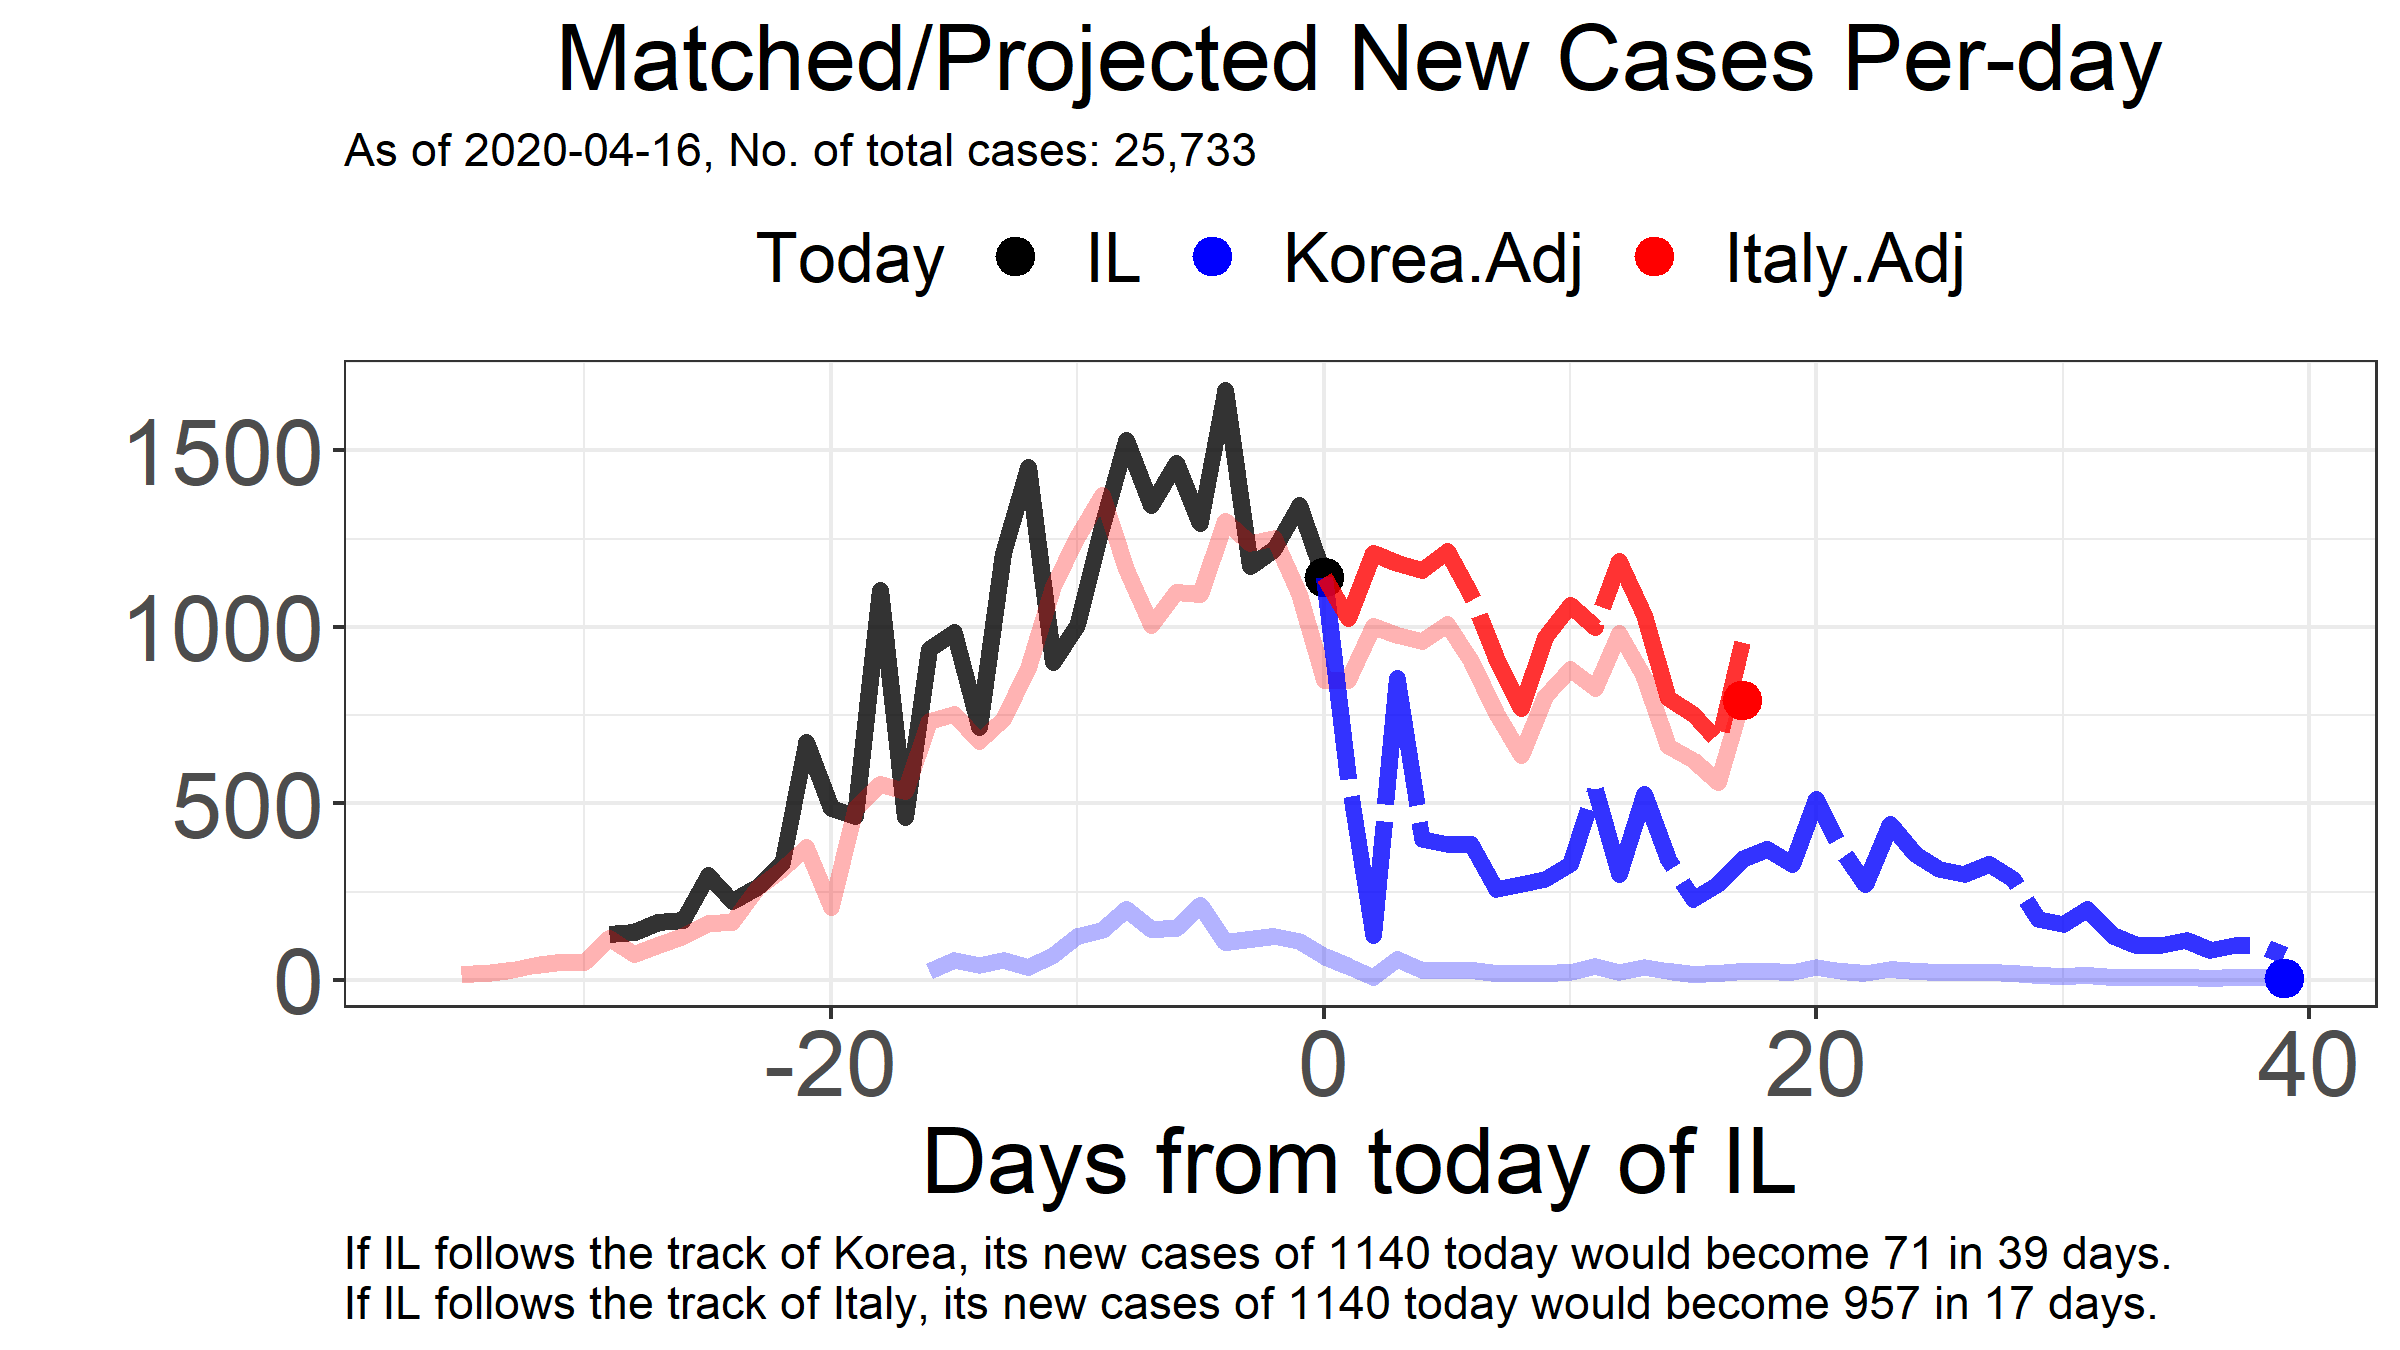 Matched/Projected New Cases Per-day
As of 2020-04-16, No. of total cases: 25,733
Today IL Korea.Adj Italy.Adj
1500
1000
500
0
-20 0 20 40
Days from today of IL
If IL follows the track of Korea, its new cases of 1140 today would become 71 in 39 days.
If IL follows the track of Italy, its new cases of 1140 today would become 957 in 17 days.